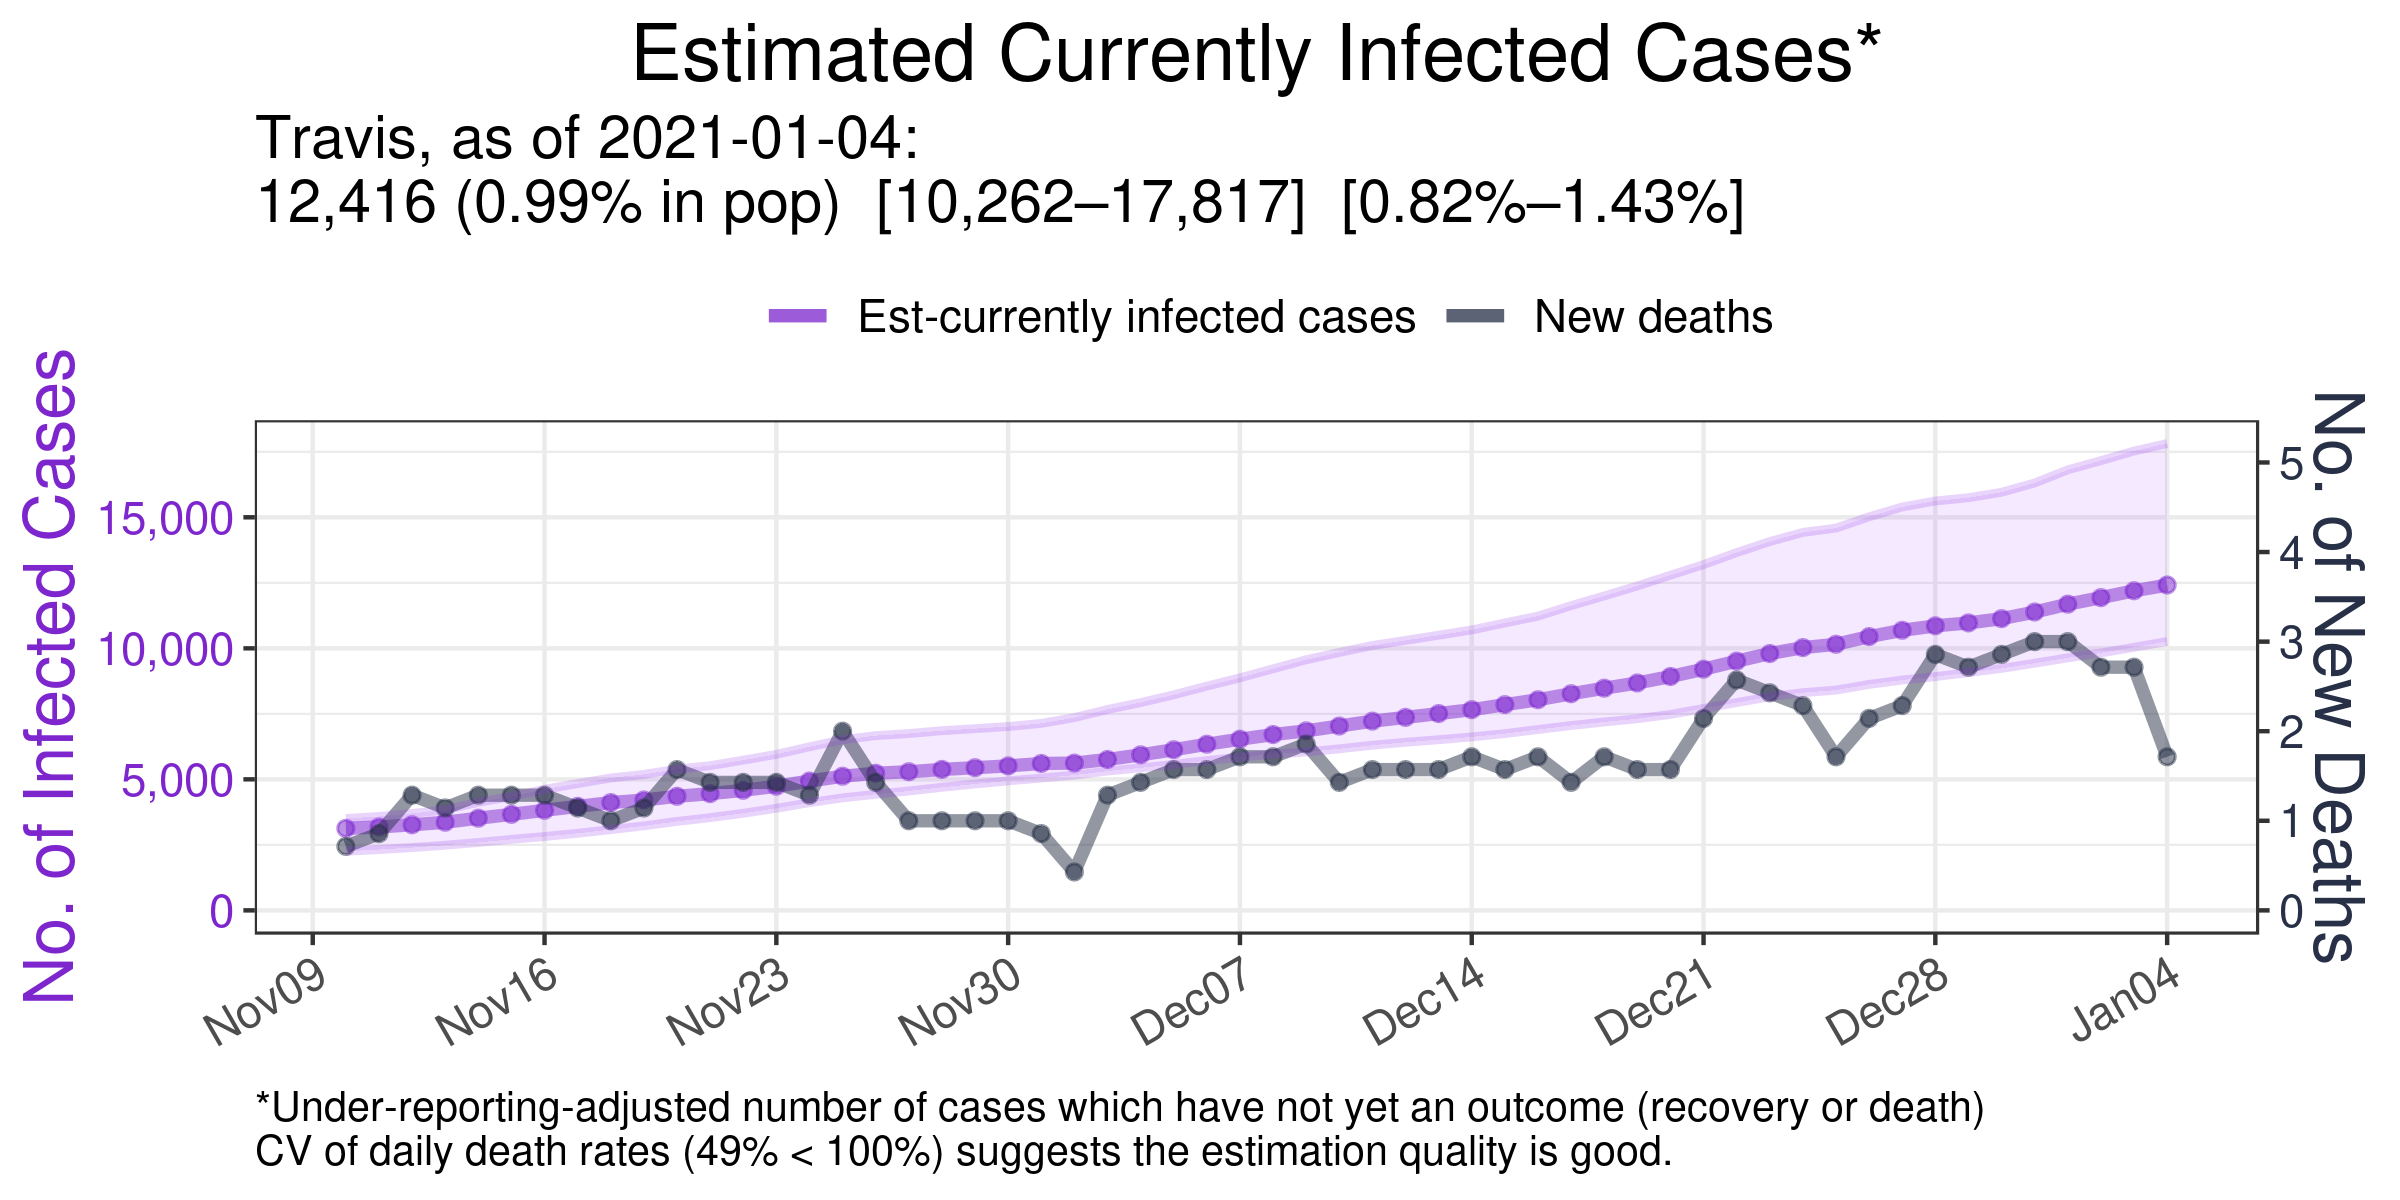 Estimated Currently Infected Cases*
Travis, as of 2021-01-04:
12,416 (0.99% in pop)  [10,262–17,817]  [0.82%–1.43%]
Est-currently infected cases
New deaths
No. of Infected Cases
15,000
10,000
5,000
0
No. of New Deaths
5
4
3
2
1
0
Nov09
Nov16
Nov23
Nov30
Dec07
Dec14
Dec21
Dec28
Jan04
*Under-reporting-adjusted number of cases which have not yet an outcome (recovery or death)
CV of daily death rates (49% < 100%) suggests the estimation quality is good.